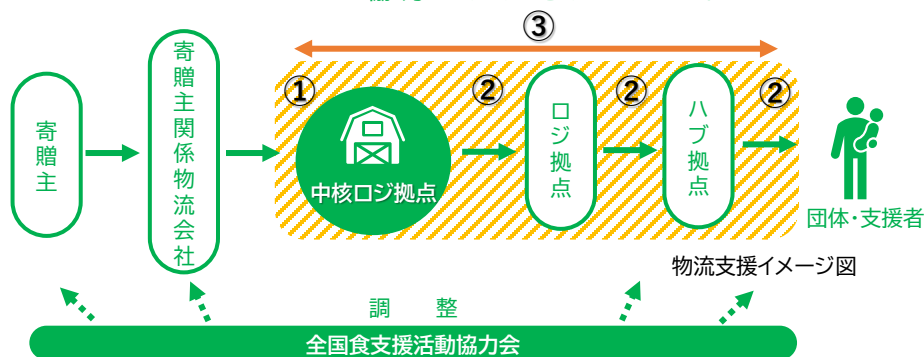 ③
①
②
②
②
寄贈主
寄贈主関係物流会社
中核ロジ拠点
ロジ拠点
ハブ拠点
団体・支援者
物流支援イメージ図
調 整
全国食支援活動協力会